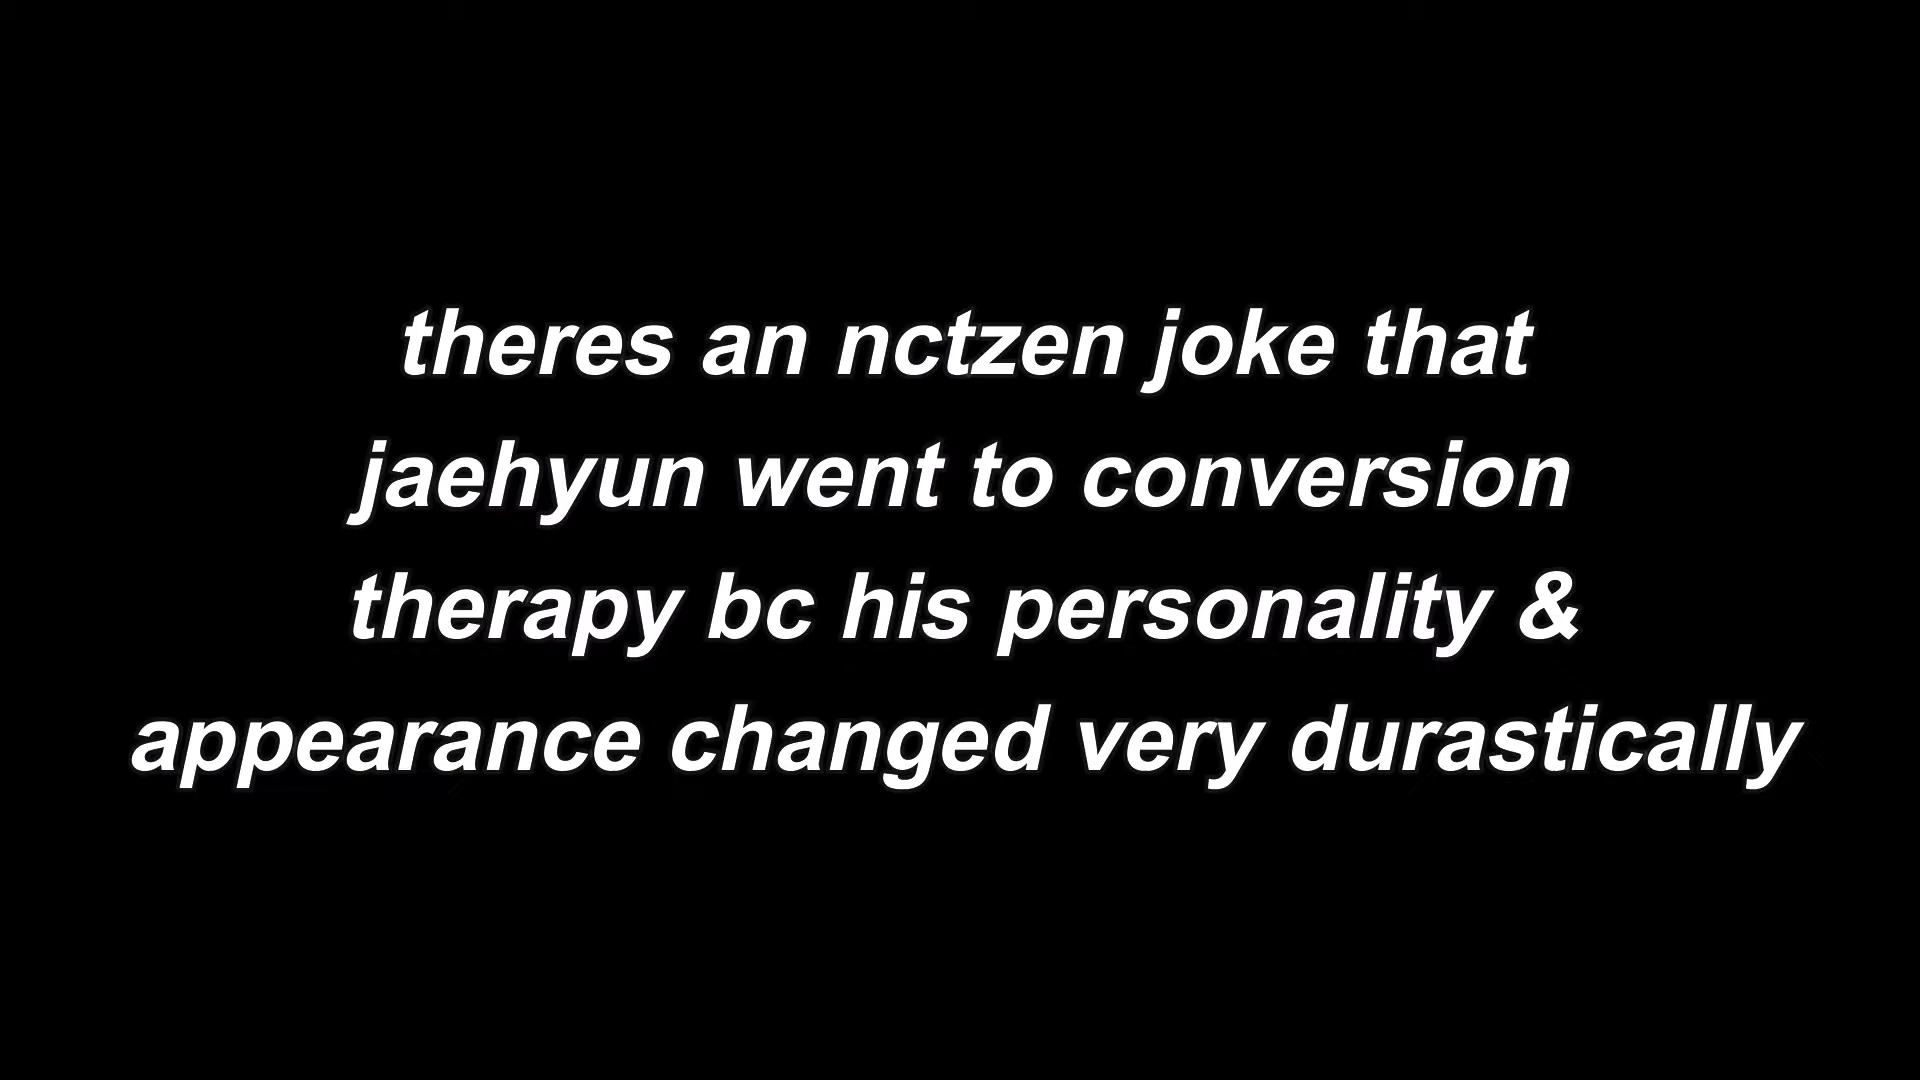 theres an nctzen joke that
jaehyun went to conversion
therapy bc his personality &
appearance changed very durastically